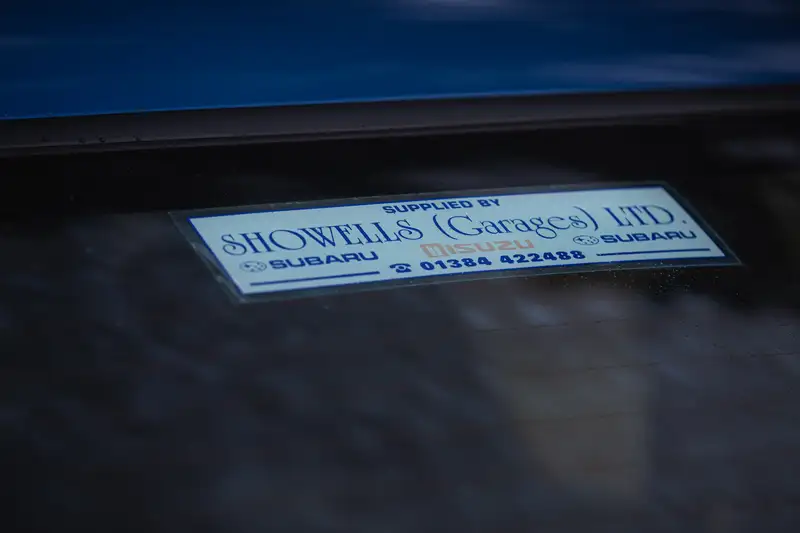 SUPPLIED BY
SHOWELLS (Garages) LTD.
SUBARU ISUZU SUBARU
☎ 01384 422488